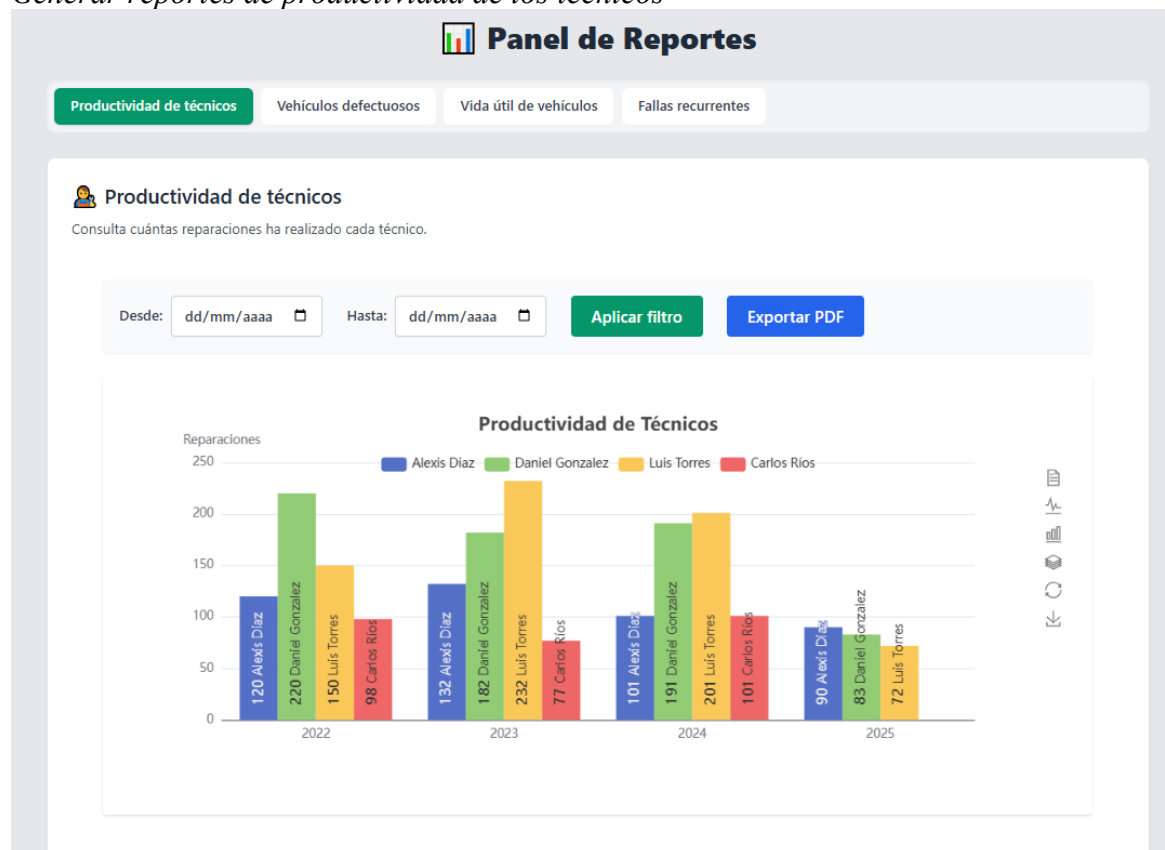 Generar reportes de productividad de los técnicos
Panel de Reportes
Productividad de técnicos Vehículos defectuosos Vida útil de vehículos Fallas recurrentes
Productividad de técnicos
Consulta cuántas reparaciones ha realizado cada técnico.
Desde: dd/mm/aaaa Hasta: dd/mm/aaaa Aplicar filtro Exportar PDF
Productividad de Técnicos
Reparaciones
Alexis Diaz Daniel Gonzalez Luis Torres Carlos Ríos
250
200
150
100
50
0
120 Alexis Diaz
220 Daniel Gonzalez
150 Luis Torres
98 Carlos Ríos
132 Alexis Diaz
182 Daniel Gonzalez
232 Luis Torres
77 Carlos Ríos
101 Alexis Diaz
191 Daniel Gonzalez
201 Luis Torres
101 Carlos Ríos
90 Alexis Diaz
83 Daniel Gonzalez
72 Luis Torres
2022 2023 2024 2025